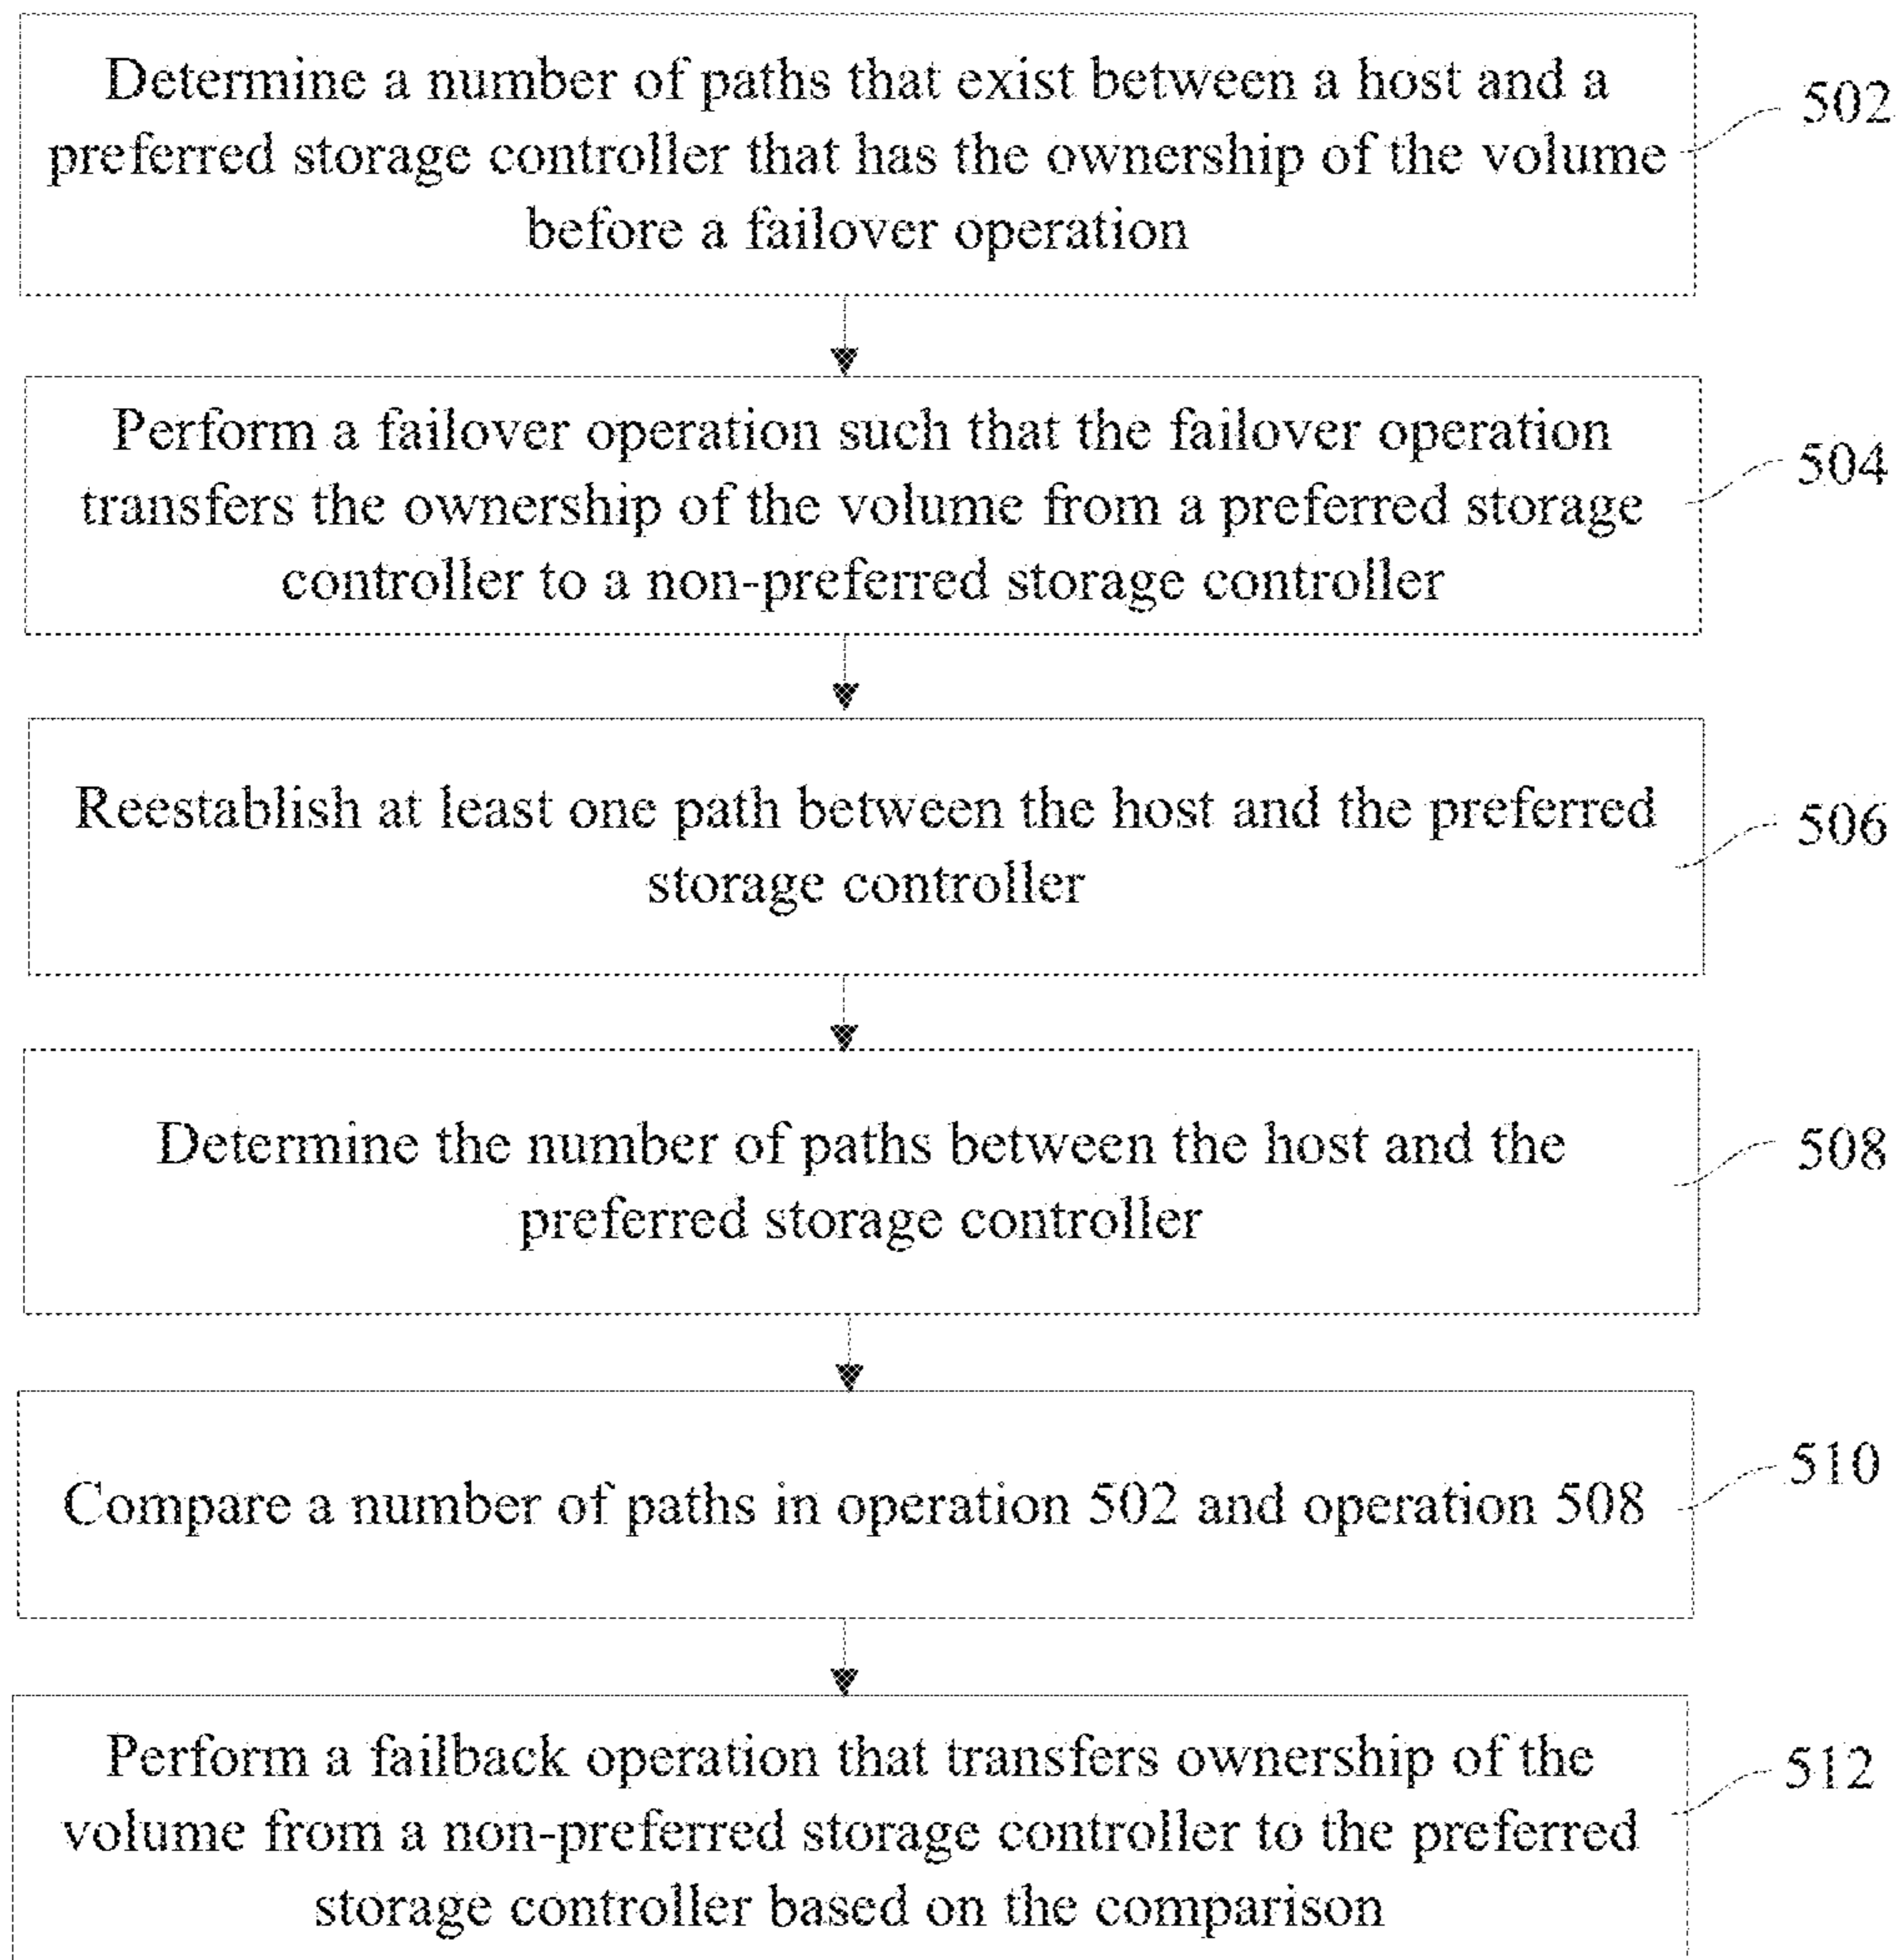 Determine a number of paths that exist between a host and a
preferred storage controller that has the ownership of the volume
before a failover operation
502
Perform a failover operation such that the failover operation
transfers the ownership of the volume from a preferred storage
controller to a non-preferred storage controller
504
Reestablish at least one path between the host and the preferred
storage controller
506
Determine the number of paths between the host and the
preferred storage controller
508
Compare a number of paths in operation 502 and operation 508
510
Perform a failback operation that transfers ownership of the
volume from a non-preferred storage controller to the preferred
storage controller based on the comparison
512